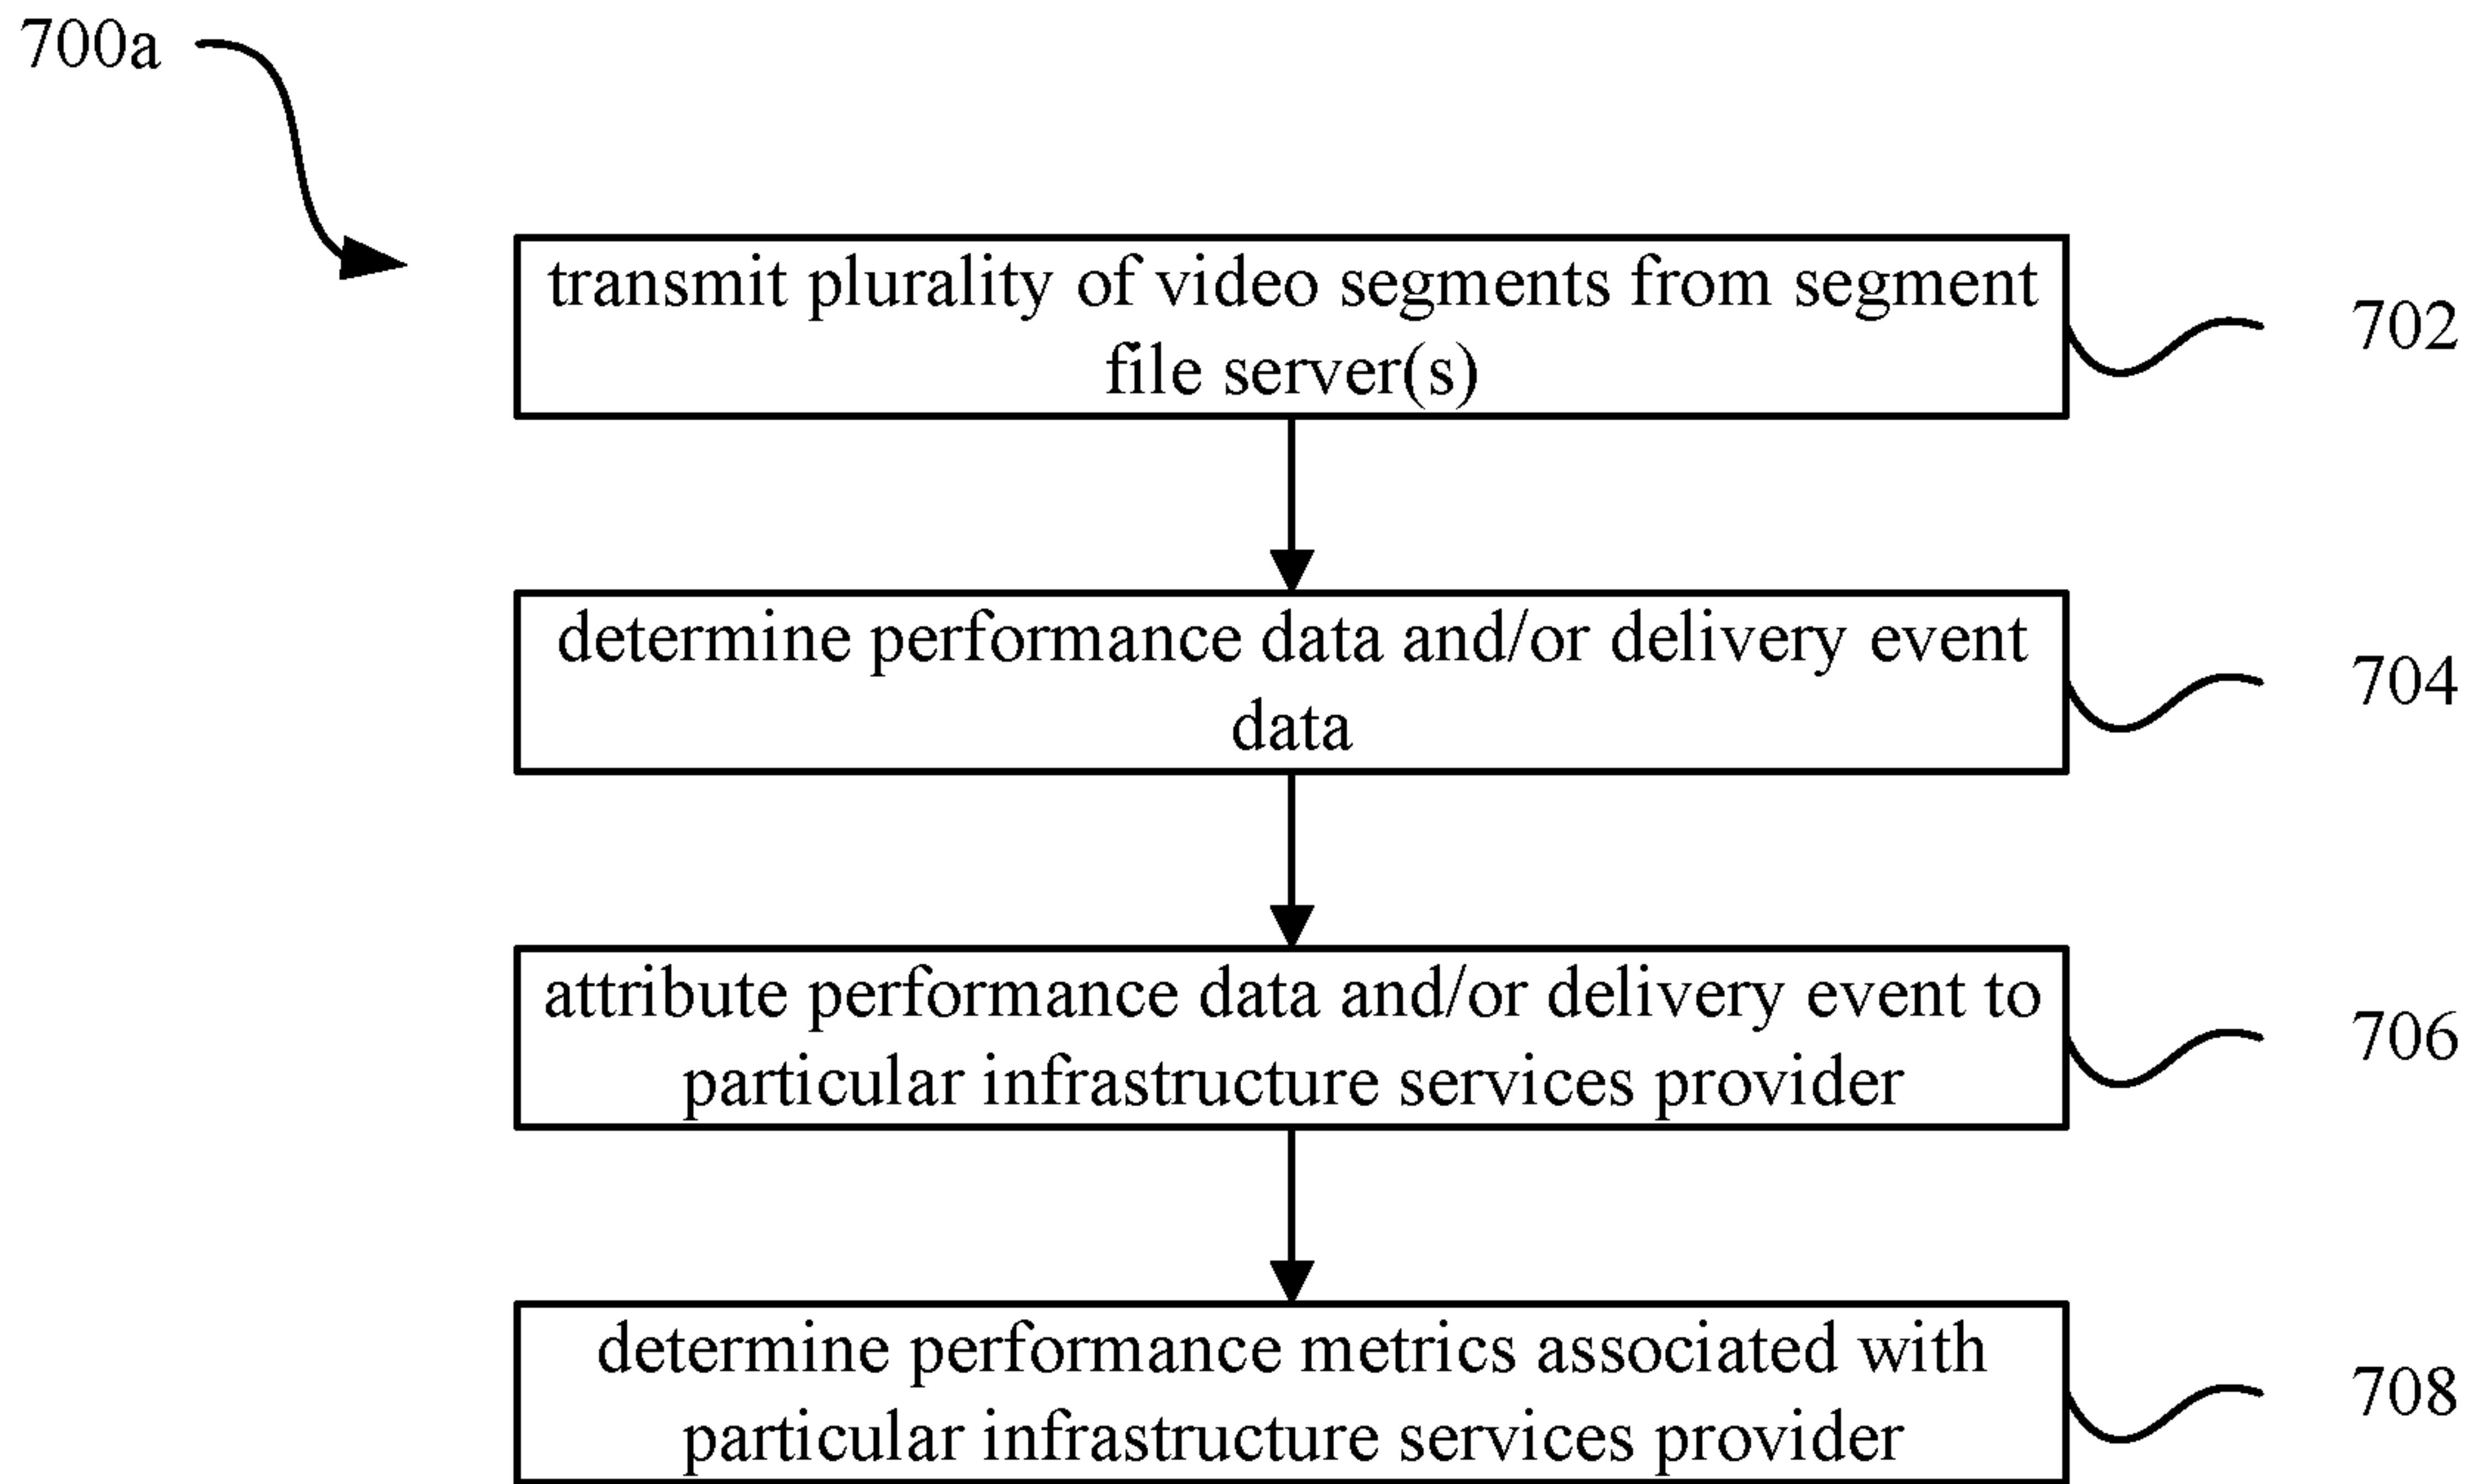 700a
transmit plurality of video segments from segment
file server(s)
702
determine performance data and/or delivery event
data
704
attribute performance data and/or delivery event to
particular infrastructure services provider
706
determine performance metrics associated with
particular infrastructure services provider
708